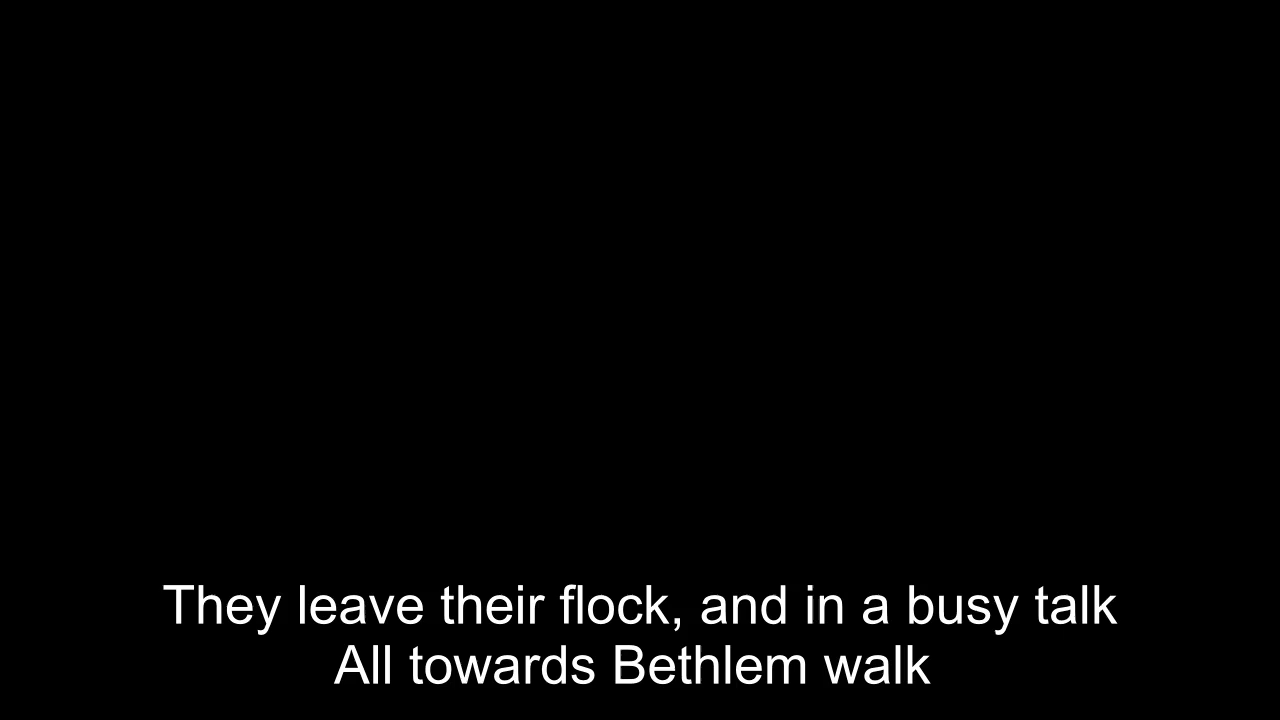 They leave their flock, and in a busy talk
All towards Bethlem walk